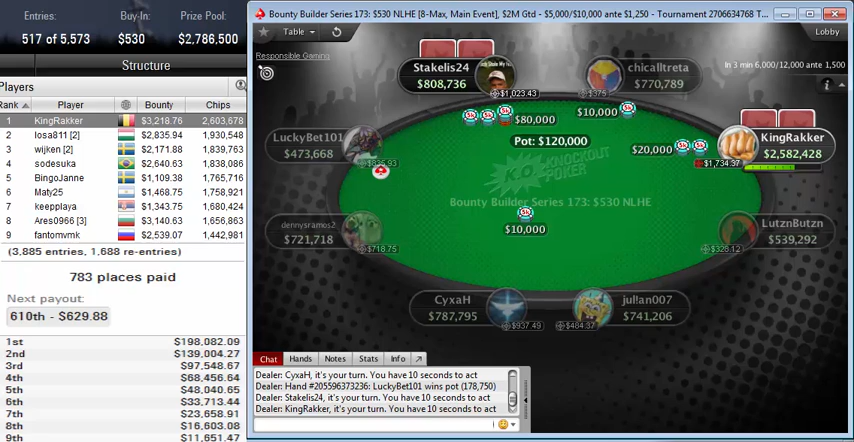 Entries: Buy-In: Prize Pool:
517 of 5,573 $530 $2,786,500
Structure
Players
Rank Player Bounty Chips
1 KingRakker $3,218.76 2,603,678
2 losa811 [2] $2,835.94 1,930,548
3 wijken [2] $2,171.88 1,839,763
4 sodesuka $2,640.63 1,838,086
5 BingoJanne $1,109.38 1,765,716
6 Maty25 $1,468.75 1,758,921
7 keepplaya $1,343.75 1,680,424
8 Ares0966 [3] $3,140.63 1,656,863
9 fantomvmk $2,539.07 1,442,981
(3,885 entries, 1,688 re-entries)
783 places paid
Next payout:
610th - $629.88
1st $198,082.09
2nd $139,004.27
3rd $97,548.67
4th $68,456.64
5th $48,040.65
6th $33,713.44
7th $23,658.91
8th $16,603.08
9th $11,651.47
Bounty Builder Series 173: $530 NLHE [8-Max, Main Event], $2M Gtd - $5,000/$10,000 ante $1,250 - Tournament 2706634768 T...
Table Lobby
Responsible Gaming
In 3 min 6,000/12,000 ante 1,500
Stakelis24
$808,736
$1,023.43
chicalltreta
$770,789
$375
$80,000
$10,000
LuckyBet101
$473,668
$835.93
Pot: $120,000
$20,000
KingRakker
$2,582,428
$1,734.37
KNOCKOUT
POKER
Bounty Builder Series 173: $530 NLHE
$10,000
dennysramos2
$721,718
$718.75
LutznButzn
$539,292
$328.12
CyxaH
$787,795
$937.49
jul!an007
$741,206
$484.37
Chat Hands Notes Stats Info
Dealer: CyxaH, it's your turn. You have 10 seconds to act
Dealer: Hand #205596373236: LuckyBet101 wins pot (178,750)
Dealer: Stakelis24, it's your turn. You have 10 seconds to act
Dealer: KingRakker, it's your turn. You have 10 seconds to act